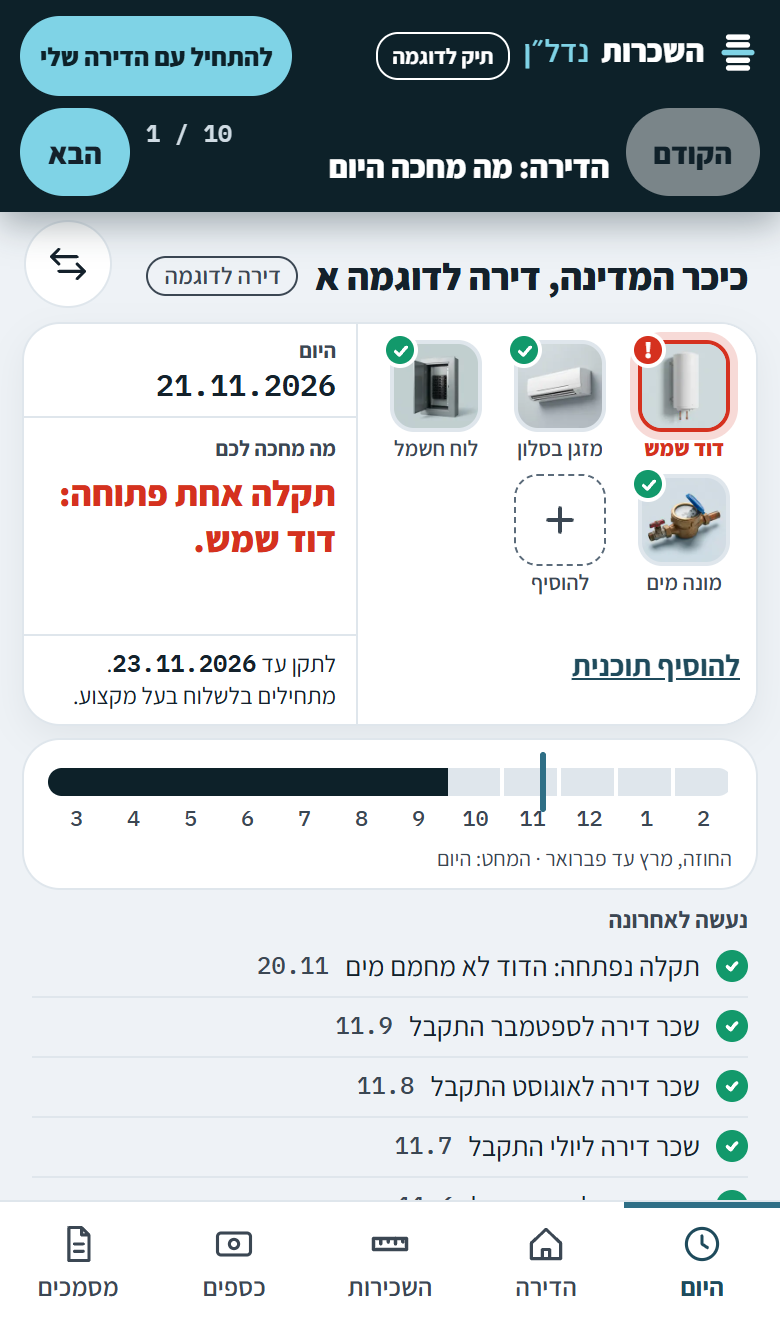 השכרות נדל״ן
תיק לדוגמה
להתחיל עם הדירה שלי
הקודם
הדירה: מה מחכה היום
1 / 10
הבא
כיכר המדינה, דירה לדוגמה א
דירה לדוגמה
דוד שמש
מזגן בסלון
לוח חשמל
מונה מים
להוסיף
להוסיף תוכנית
היום
21.11.2026
מה מחכה לכם
תקלה אחת פתוחה:
דוד שמש.
לתקן עד 23.11.2026.
מתחילים בלשלוח בעל מקצוע.
3 4 5 6 7 8 9 10 11 12 1 2
החוזה, מרץ עד פברואר · המחט: היום
נעשה לאחרונה
תקלה נפתחה: הדוד לא מחמם מים 20.11
שכר דירה לספטמבר התקבל 11.9
שכר דירה לאוגוסט התקבל 11.8
שכר דירה ליולי התקבל 11.7
היום
הדירה
השכירות
כספים
מסמכים